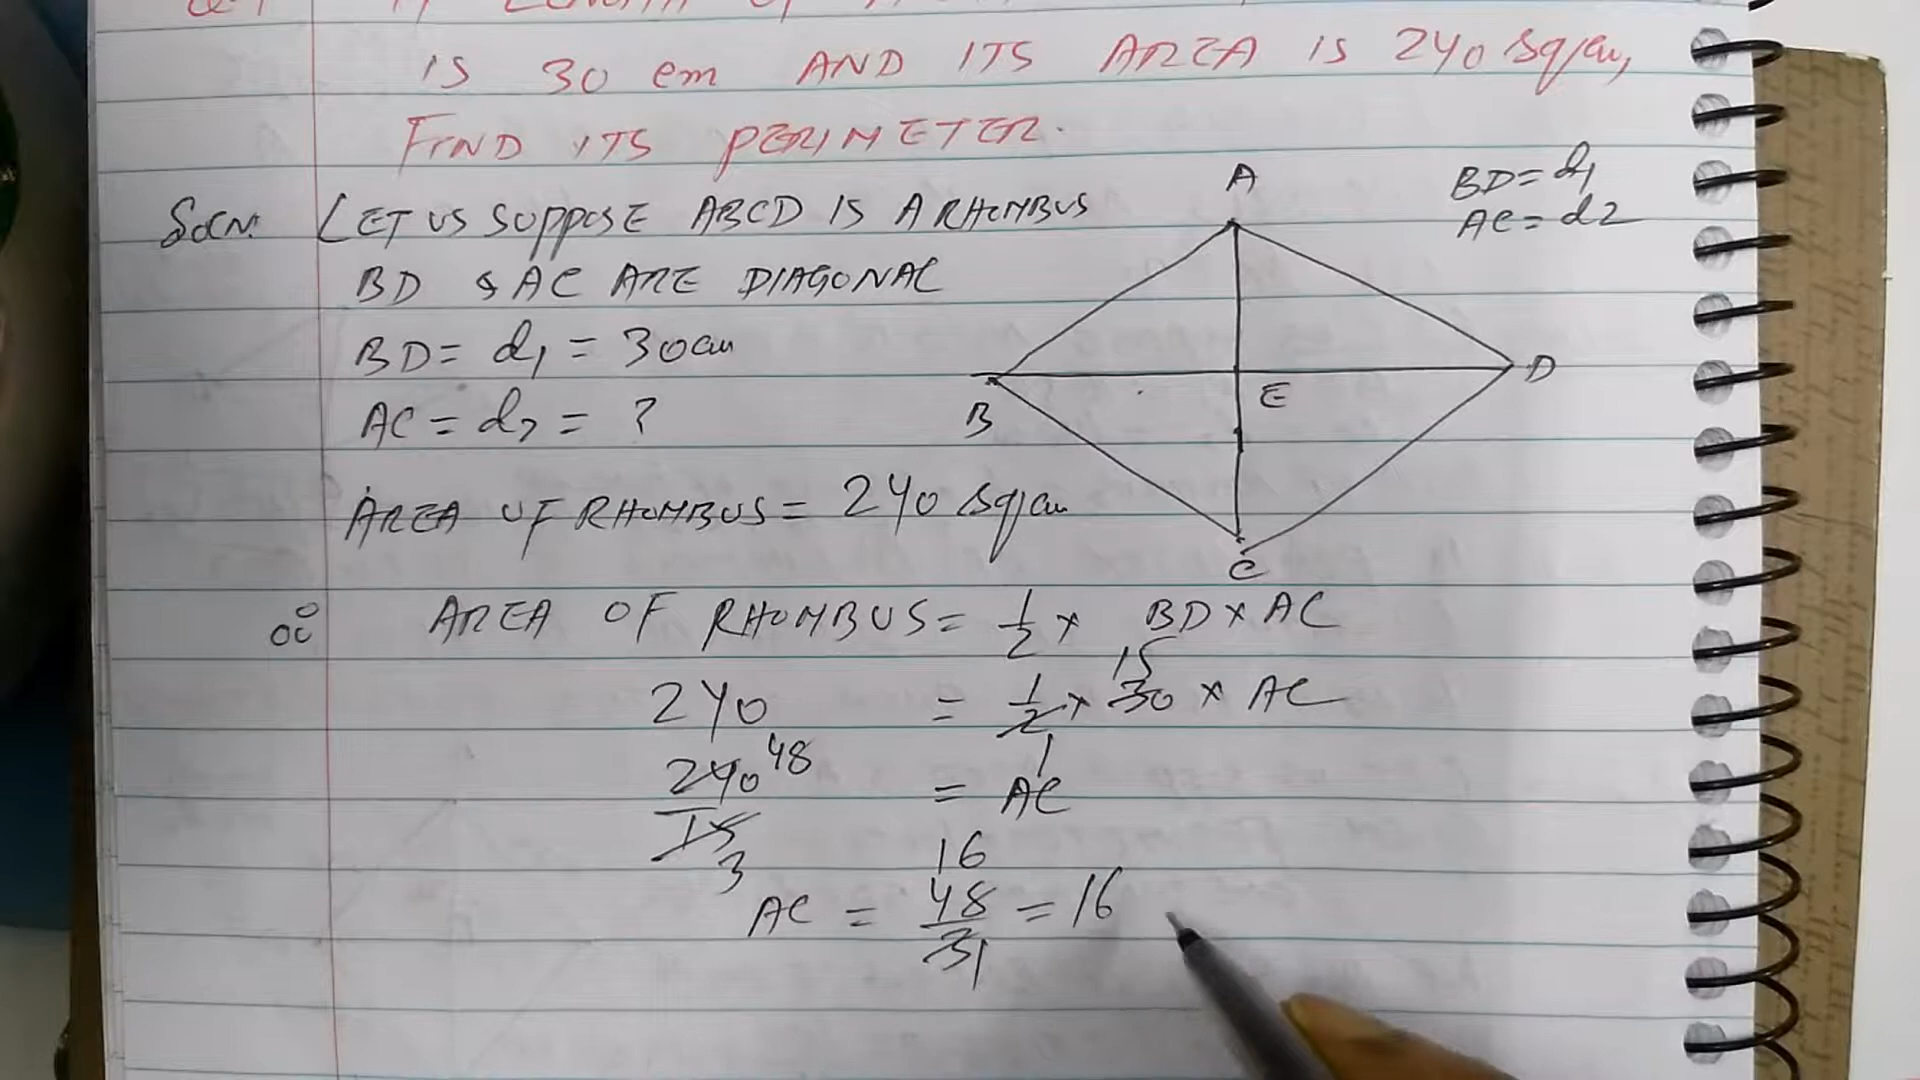 IS 30 cm AND ITS AREA IS 240 sq/cm,
FIND ITS PERIMETER.
A
BD = d1
AC = d2
Soln. LET US SUPPOSE ABCD IS A RHOMBUS
BD & AC ARE DIAGONAL
BD = d1 = 30cm
B E D
AC = d2 = ?
AREA OF RHOMBUS = 240 sq/cm
C
AREA OF RHOMBUS = 1/2 × BD × AC
15
240 = 1/2 × 30 × AC
48 1
240/15 = AC
3
16
AC = 48/3 = 16
1